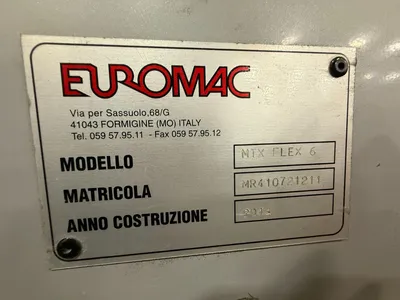 EUROMAC
Via per Sassuolo,68/G
41043 FORMIGINE (MO) ITALY
Tel. 059 57.95.11 - Fax 059 57.95.12
MODELLO MTX FLEX 6
MATRICOLA MR410721211
ANNO COSTRUZIONE